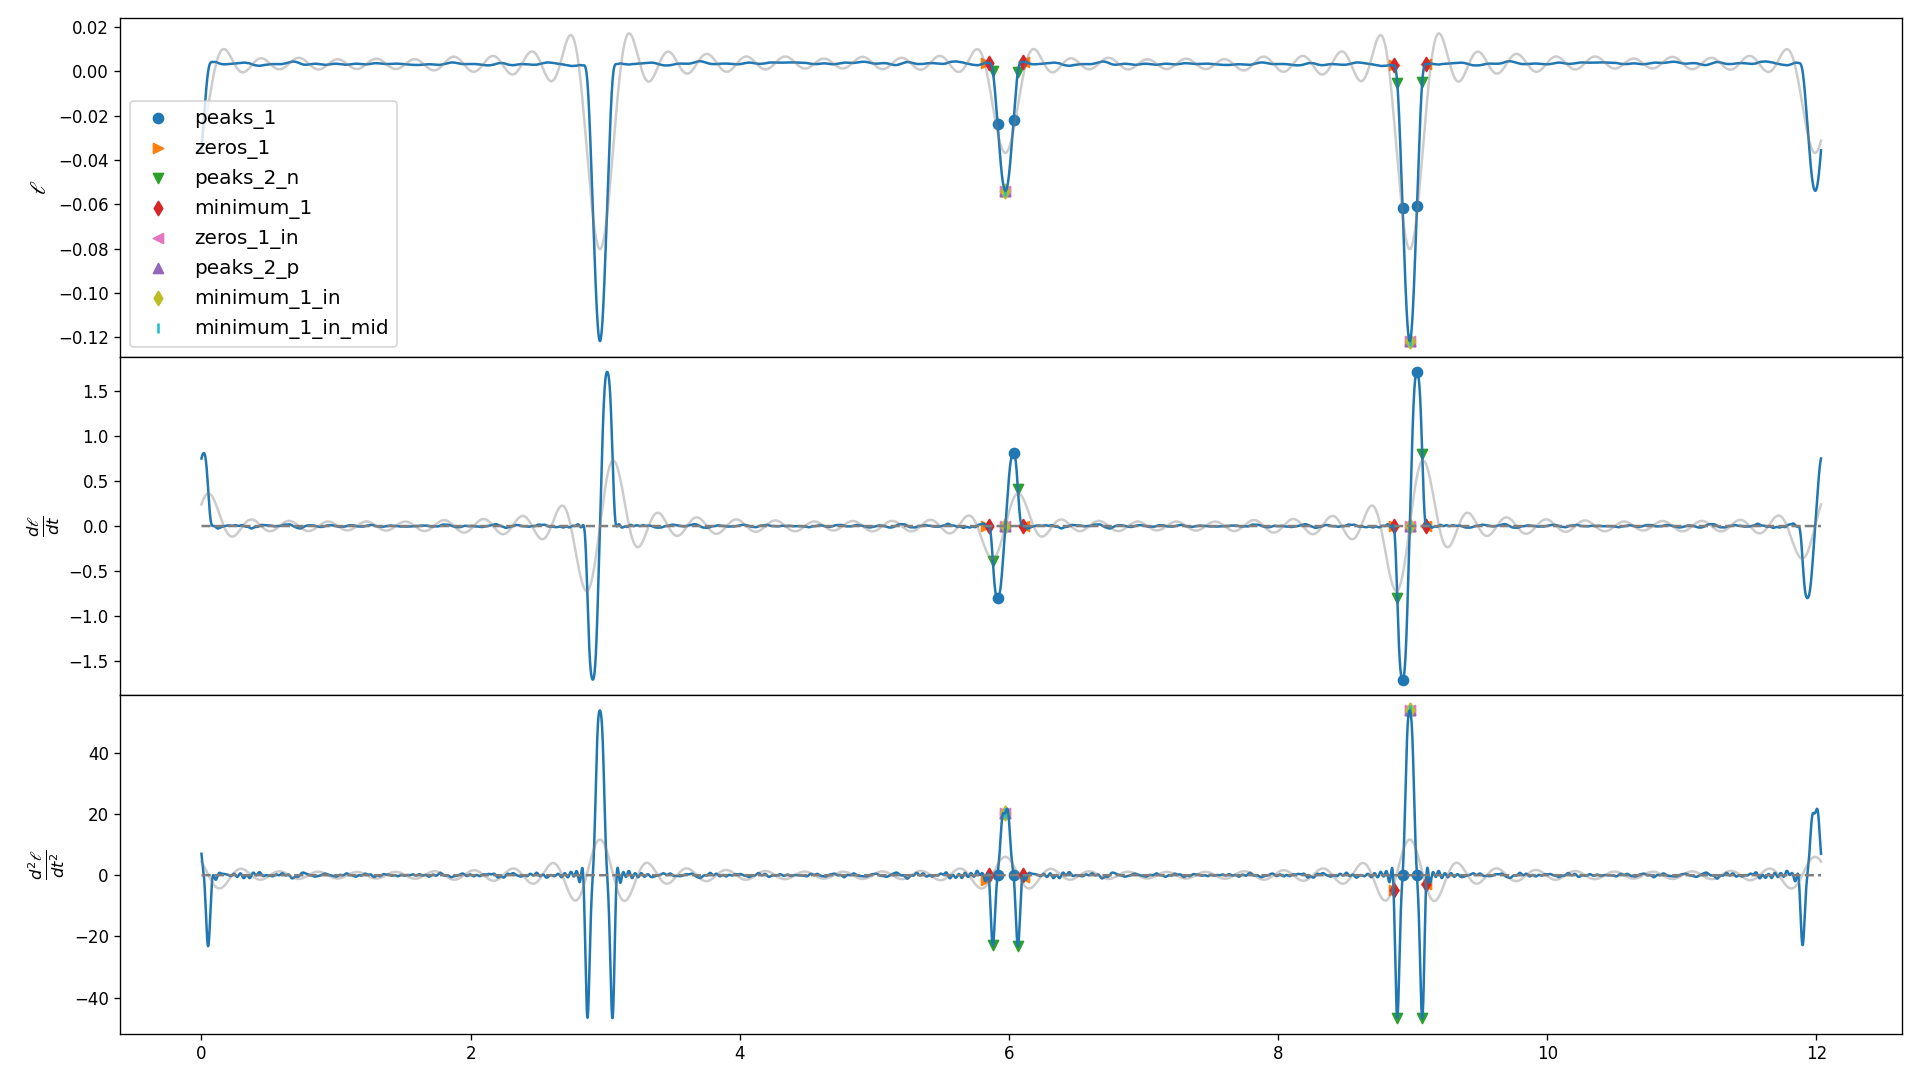 0.02
0.00
−0.02
−0.04
−0.06
−0.08
−0.10
−0.12
ℓ
peaks_1
zeros_1
peaks_2_n
minimum_1
zeros_1_in
peaks_2_p
minimum_1_in
minimum_1_in_mid
1.5
1.0
0.5
0.0
−0.5
−1.0
−1.5
dℓ
dt
40
20
0
−20
−40
d²ℓ
dt²
0 2 4 6 8 10 12